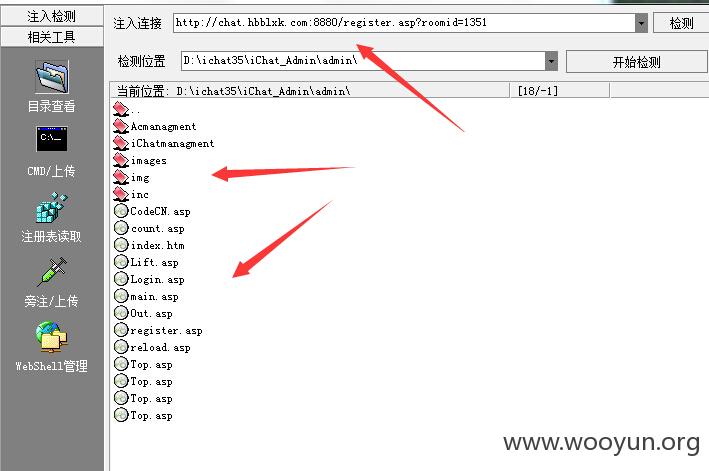 注入检测
相关工具
目录查看
C:\_
CMD/上传
注册表读取
旁注/上传
WebShell管理
注入连接 http://chat.hbblxk.com:8880/register.asp?roomid=1351 检测
检测位置 D:\ichat35\iChat_Admin\admin\ 开始检测
当前位置: D:\ichat35\iChat_Admin\admin\ [18/-1]
..
Acmanagment
iChatmanagment
images
img
inc
CodeCN.asp
count.asp
index.htm
Lift.asp
Login.asp
main.asp
Out.asp
register.asp
reload.asp
Top.asp
Top.asp
Top.asp
Top.asp
www.wooyun.org